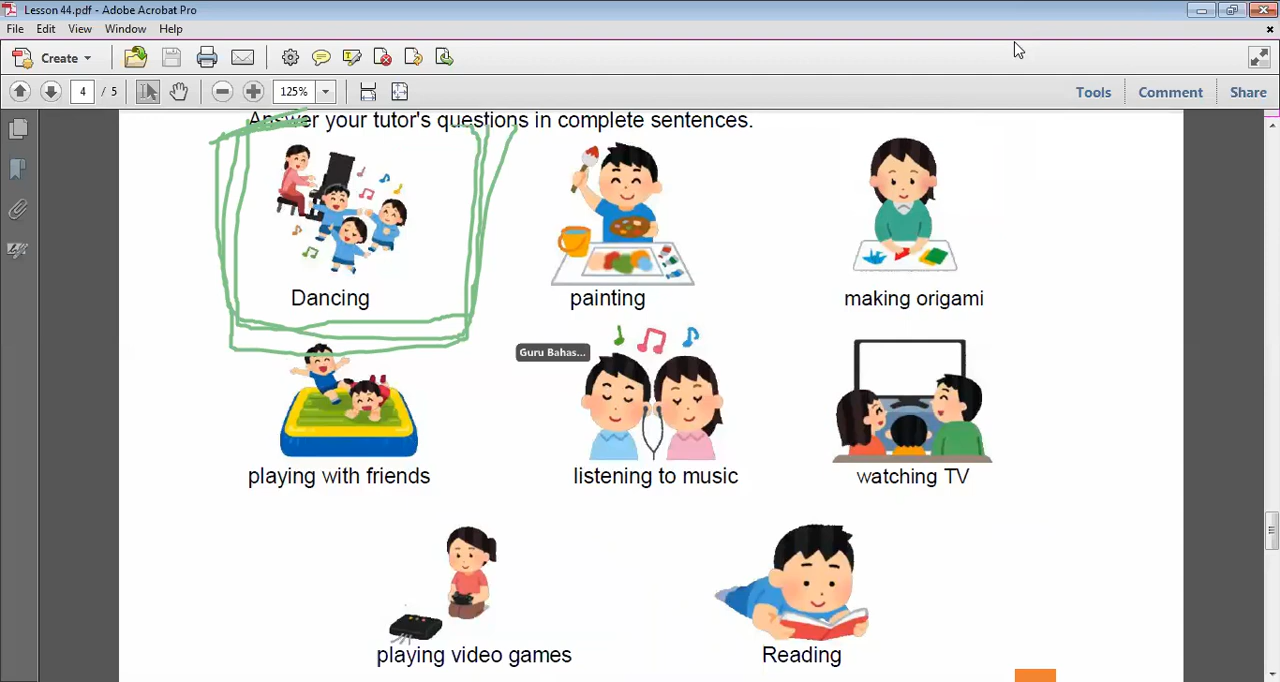 Lesson 44.pdf - Adobe Acrobat Pro
File Edit View Window Help
Create
4 / 5 125% Tools Comment Share
Answer your tutor's questions in complete sentences.
Dancing painting making origami
Guru Bahas...
playing with friends listening to music watching TV
playing video games Reading